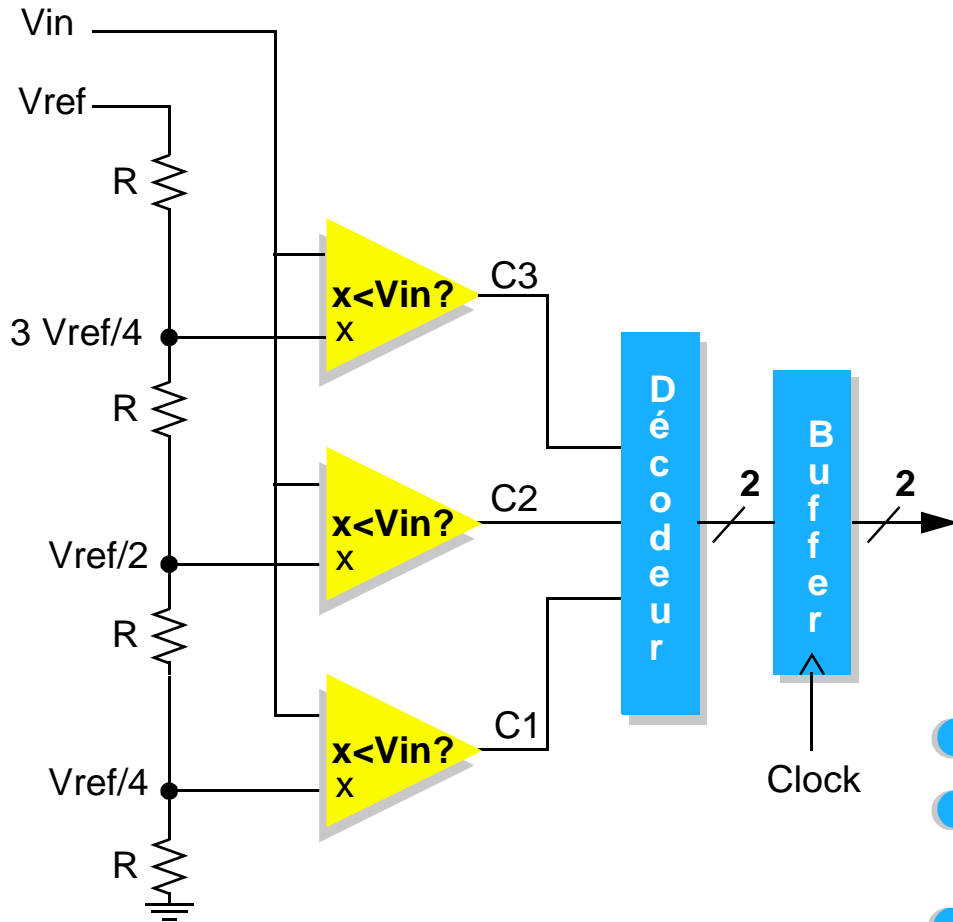 Vin
Vref
R
C3
x<Vin?
x
3 Vref/4
R
Décodeur
Buffer
C2
2
2
x<Vin?
x
Vref/2
R
C1
x<Vin?
x
Vref/4
Clock
R